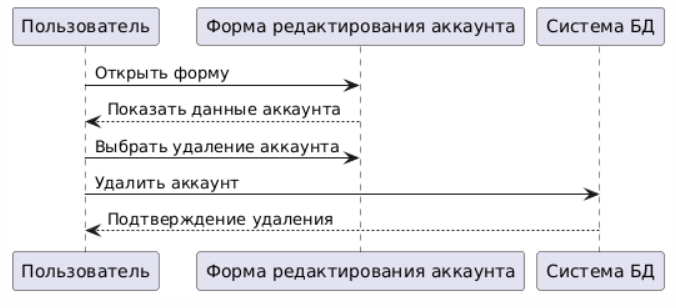 Пользователь Форма редактирования аккаунта Система БД
Открыть форму
Показать данные аккаунта
Выбрать удаление аккаунта
Удалить аккаунт
Подтверждение удаления
Пользователь Форма редактирования аккаунта Система БД